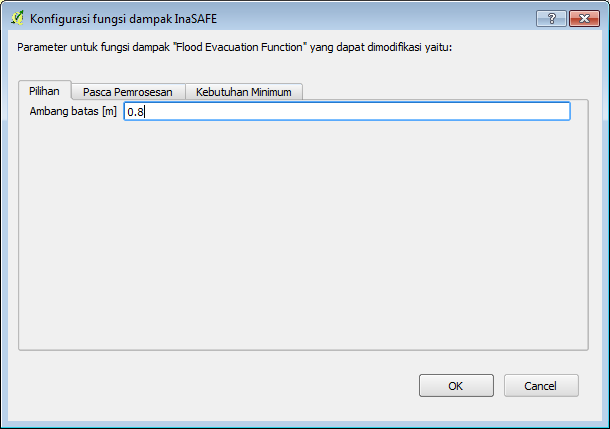 Konfigurasi fungsi dampak InaSAFE
Parameter untuk fungsi dampak "Flood Evacuation Function" yang dapat dimodifikasi yaitu:
Pilihan Pasca Pemrosesan Kebutuhan Minimum
Ambang batas [m] 0.8
OK Cancel